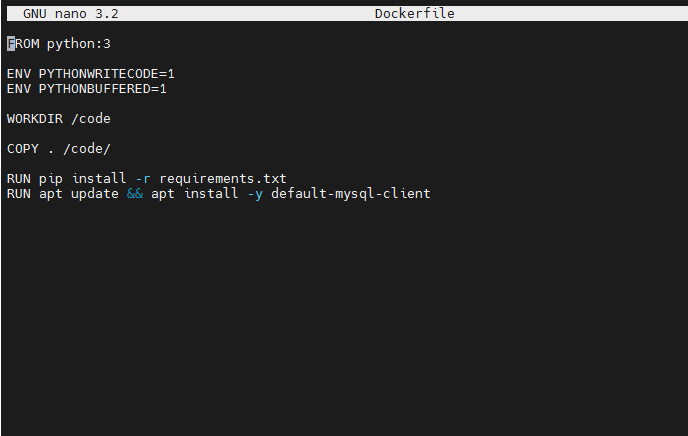 GNU nano 3.2 Dockerfile
FROM python:3
ENV PYTHONWRITECODE=1
ENV PYTHONBUFFERED=1
WORKDIR /code
COPY . /code/
RUN pip install -r requirements.txt
RUN apt update && apt install -y default-mysql-client